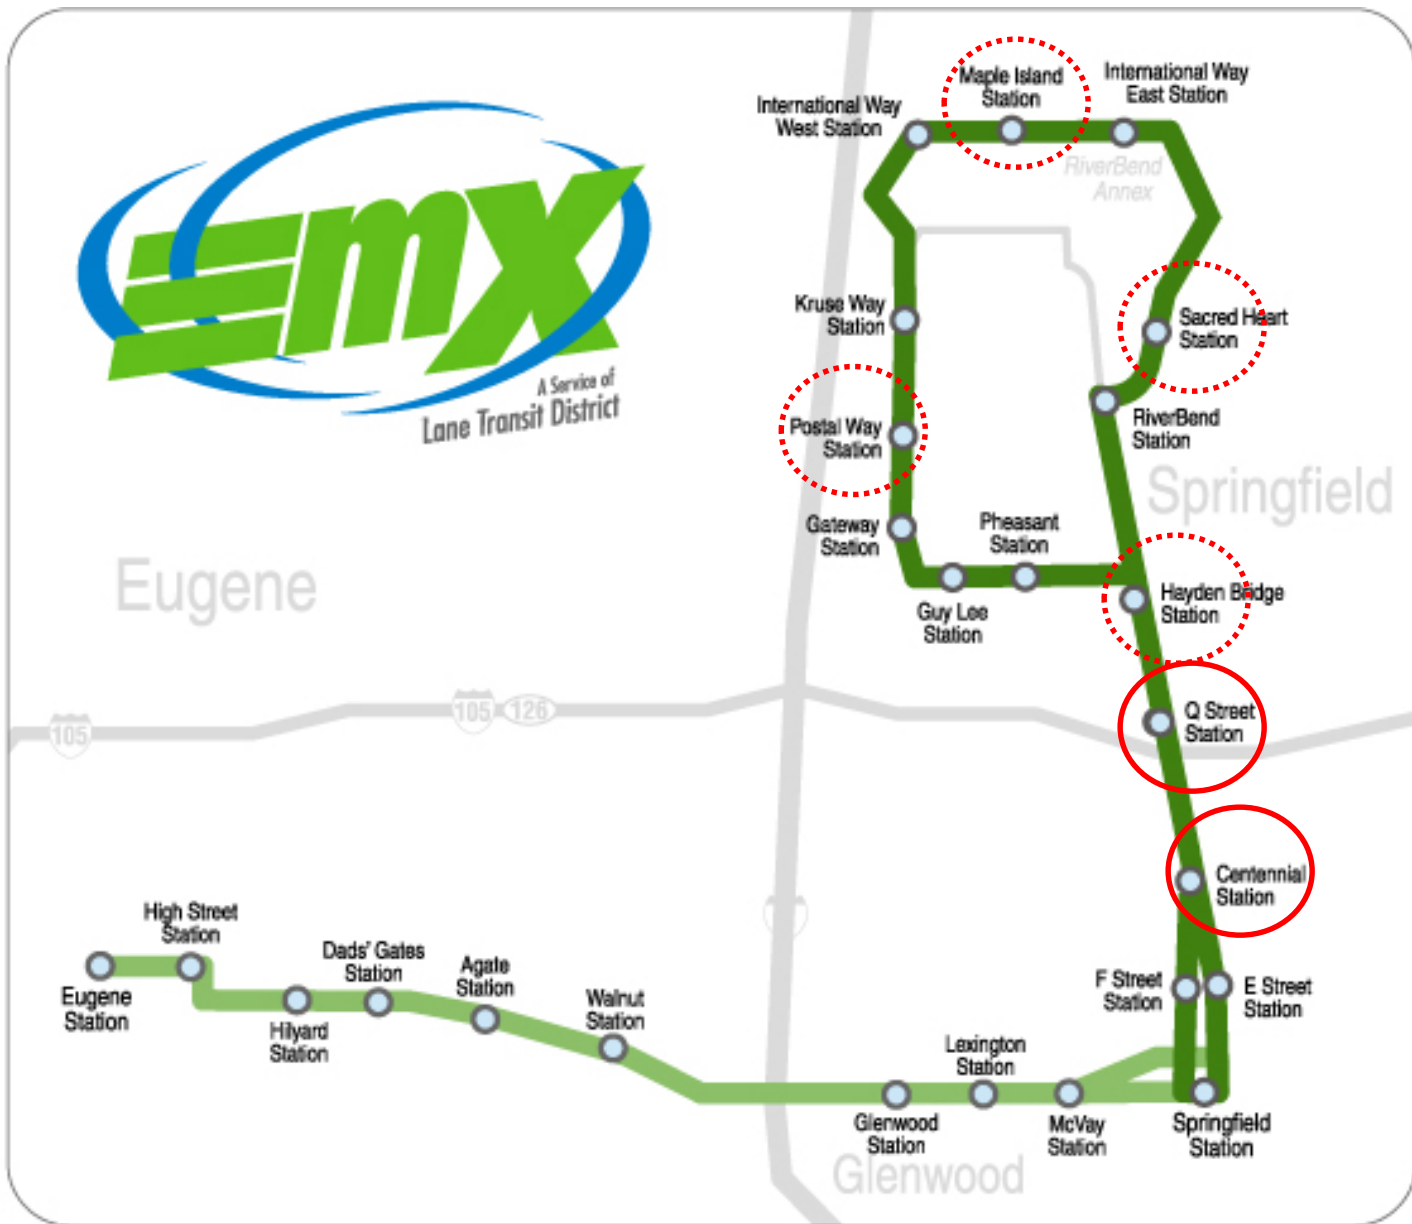 Maple Island
Station
International Way
East Station
International Way
West Station
RiverBend
Annex
EmX
A Service of
Lane Transit District
Kruse Way
Station
Sacred Heart
Station
RiverBend
Station
Postal Way
Station
Springfield
Gateway
Station
Pheasant
Station
Eugene
Guy Lee
Station
Hayden Bridge
Station
105
105
126
Q Street
Station
Centennial
Station
High Street
Station
Dads' Gates
Station
Agate
Station
Walnut
Station
Eugene
Station
Hilyard
Station
F Street
Station
E Street
Station
Lexington
Station
Glenwood
Station
McVay
Station
Springfield
Station
Glenwood